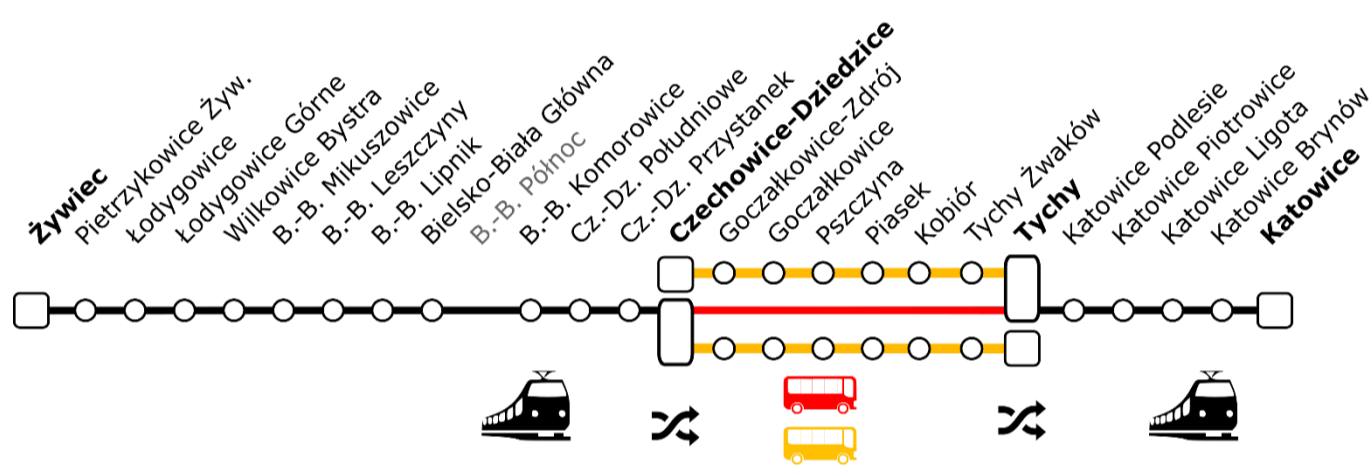 Żywiec
Pietrzykowice Żyw.
Łodygowice
Łodygowice Górne
Wilkowice Bystra
B.-B. Mikuszowice
B.-B. Leszczyny
B.-B. Lipnik
Bielsko-Biała Główna
B.-B. Północ
B.-B. Komorowice
Cz.-Dz. Południowe
Cz.-Dz. Przystanek
Czechowice-Dziedzice
Goczałkowice-Zdrój
Goczałkowice
Pszczyna
Piasek
Kobiór
Tychy Żwaków
Tychy
Katowice Podlesie
Katowice Piotrowice
Katowice Ligota
Katowice Brynów
Katowice